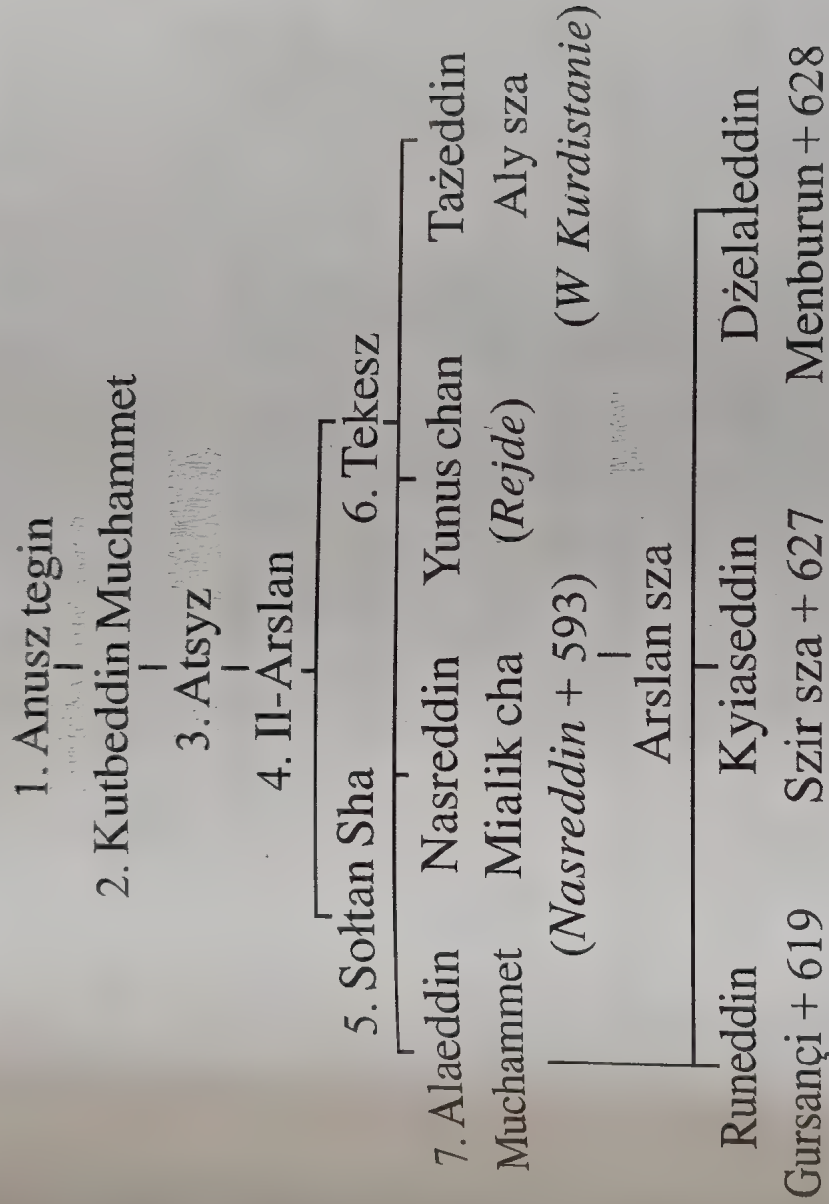 1. Anusz tegin
2. Kutbeddin Muchammet
3. Atsyz
4. Il-Arslan
5. Sołtan Sha 6. Tekesz
7. Alaeddin Nasreddin Yunus chan Tażeddin
Muchammet Mialik cha (Rejde) Aly sza
(Nasreddin + 593) (W Kurdistanie)
Arslan sza
Runeddin Kyiaseddin Dżelaleddin
Gursançi + 619 Szir sza + 627 Menburun + 628